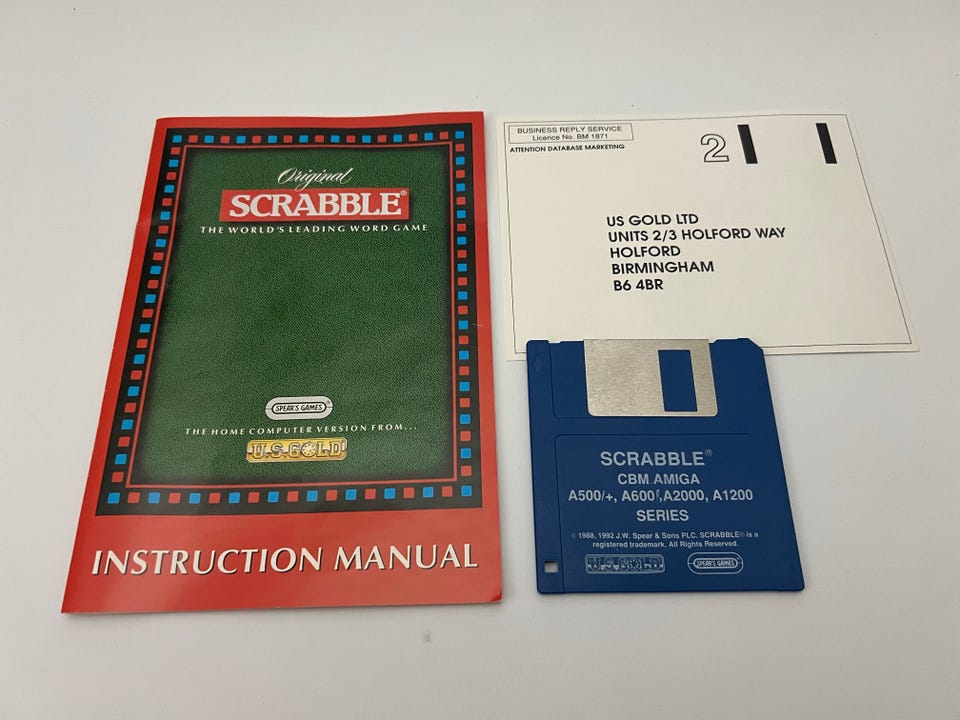 Original
SCRABBLE®
THE WORLD'S LEADING WORD GAME
SPEAR'S GAMES®
THE HOME COMPUTER VERSION FROM...
U.S. GOLD
INSTRUCTION MANUAL
BUSINESS REPLY SERVICE
Licence No. BM 1871
ATTENTION DATABASE MARKETING
2
US GOLD LTD
UNITS 2/3 HOLFORD WAY
HOLFORD
BIRMINGHAM
B6 4BR
SCRABBLE®
CBM AMIGA
A500/+, A600, A2000, A1200
SERIES
© 1988, 1992 J.W. Spear & Sons PLC. SCRABBLE® is a
registered trademark. All Rights Reserved.
U.S. GOLD
SPEAR'S GAMES